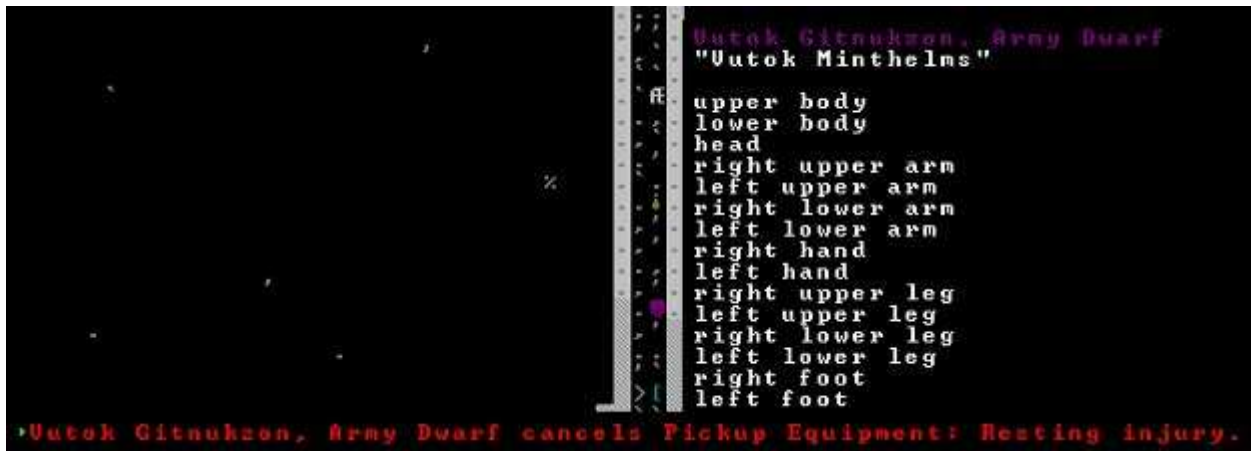 Vutok Gitnukzon, Army Dwarf
"Vutok Minthelms"
upper body
lower body
head
right upper arm
left upper arm
right lower arm
left lower arm
right hand
left hand
right upper leg
left upper leg
right lower leg
left lower leg
right foot
left foot
Vutok Gitnukzon, Army Dwarf cancels Pickup Equipment: Resting injury.